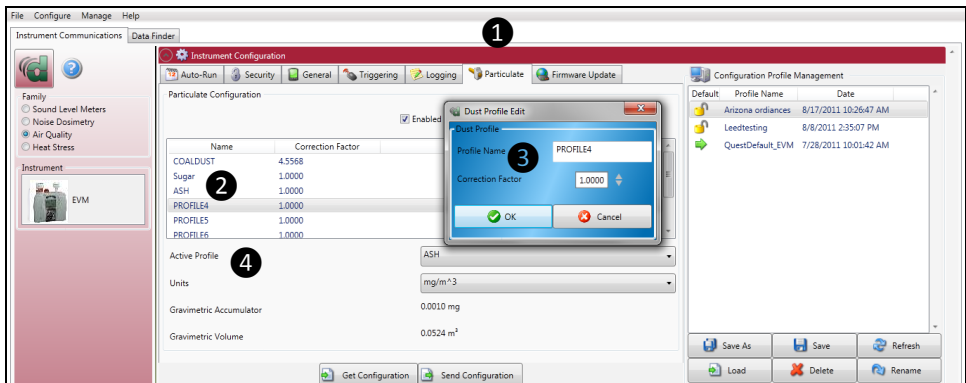 File Configure Manage Help
Instrument Communications Data Finder
1
Instrument Configuration
Auto-Run Security General Triggering Logging Particulate Firmware Update
Configuration Profile Management
Family
Sound Level Meters
Noise Dosimetry
Air Quality
Heat Stress
Instrument
EVM
Particulate Configuration
Enabled
Name Correction Factor
COALDUST 4.5568
Sugar 1.0000
ASH 1.0000
PROFILE4 1.0000
PROFILE5 1.0000
PROFILE6 1.0000
2
Dust Profile Edit
Dust Profile
Profile Name PROFILE4
3
Correction Factor 1.0000
OK Cancel
Active Profile ASH
4
Units mg/m^3
Gravimetric Accumulator 0.0010 mg
Gravimetric Volume 0.0524 m³
Get Configuration Send Configuration
Default Profile Name Date
Arizona ordiances 8/17/2011 10:26:47 AM
Leedtesting 8/8/2011 2:35:07 PM
QuestDefault_EVM 7/28/2011 10:01:42 AM
Save As Save Refresh
Load Delete Rename